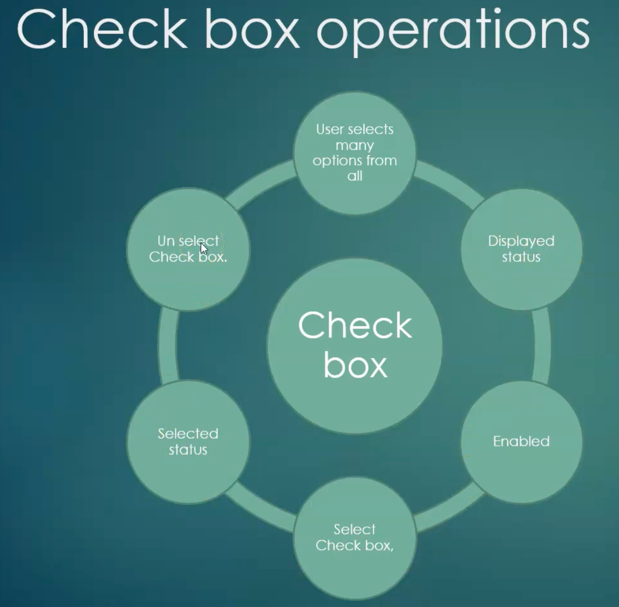 Check box operations
User selects
many
options from
all
Displayed
status
Enabled
Select
Check box,
Selected
status
Un select
Check box.
Check
box